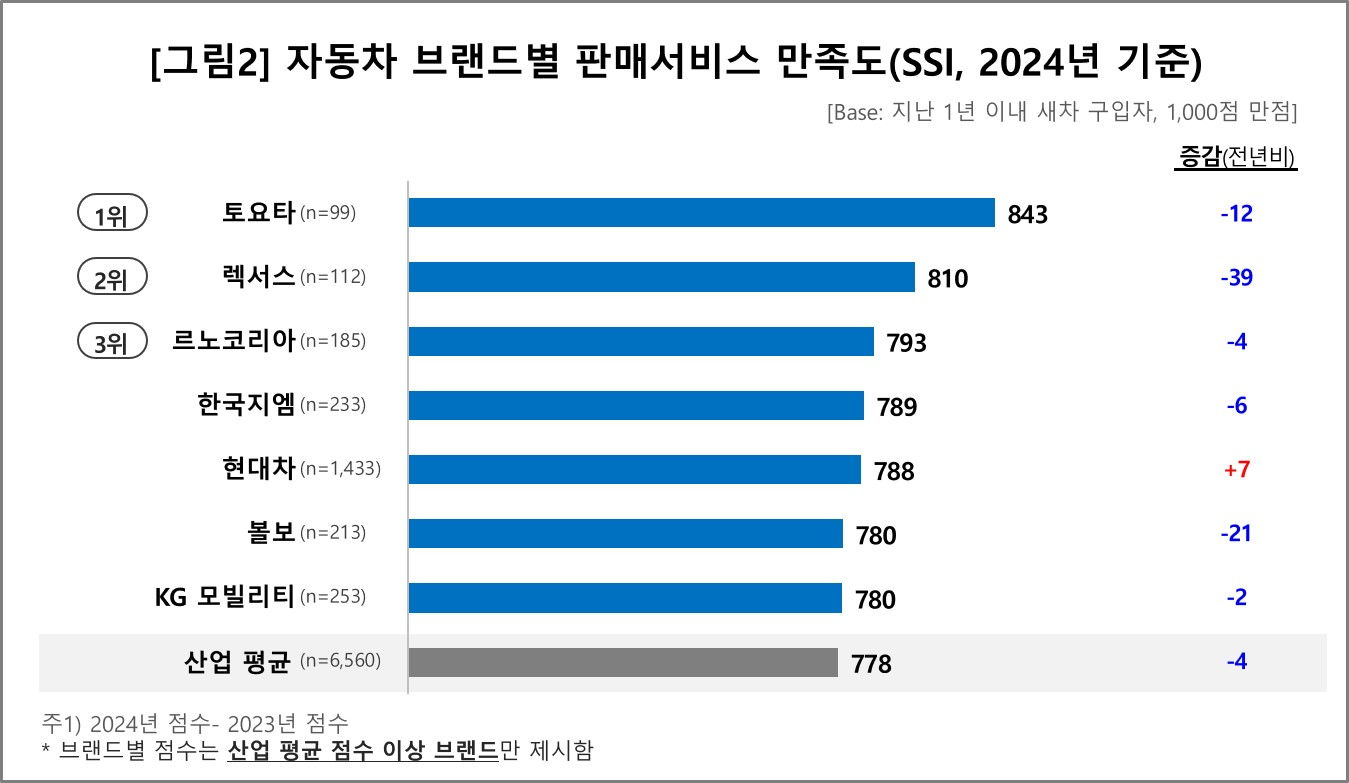 [그림2] 자동차 브랜드별 판매서비스 만족도(SSI, 2024년 기준)
[Base: 지난 1년 이내 새차 구입자, 1,000점 만점]
증감(전년비)
1위 토요타 (n=99) 843 -12
2위 렉서스 (n=112) 810 -39
3위 르노코리아 (n=185) 793 -4
한국지엠 (n=233) 789 -6
현대차 (n=1,433) 788 +7
볼보 (n=213) 780 -21
KG 모빌리티 (n=253) 780 -2
산업 평균 (n=6,560) 778 -4
주1) 2024년 점수- 2023년 점수
* 브랜드별 점수는 산업 평균 점수 이상 브랜드만 제시함